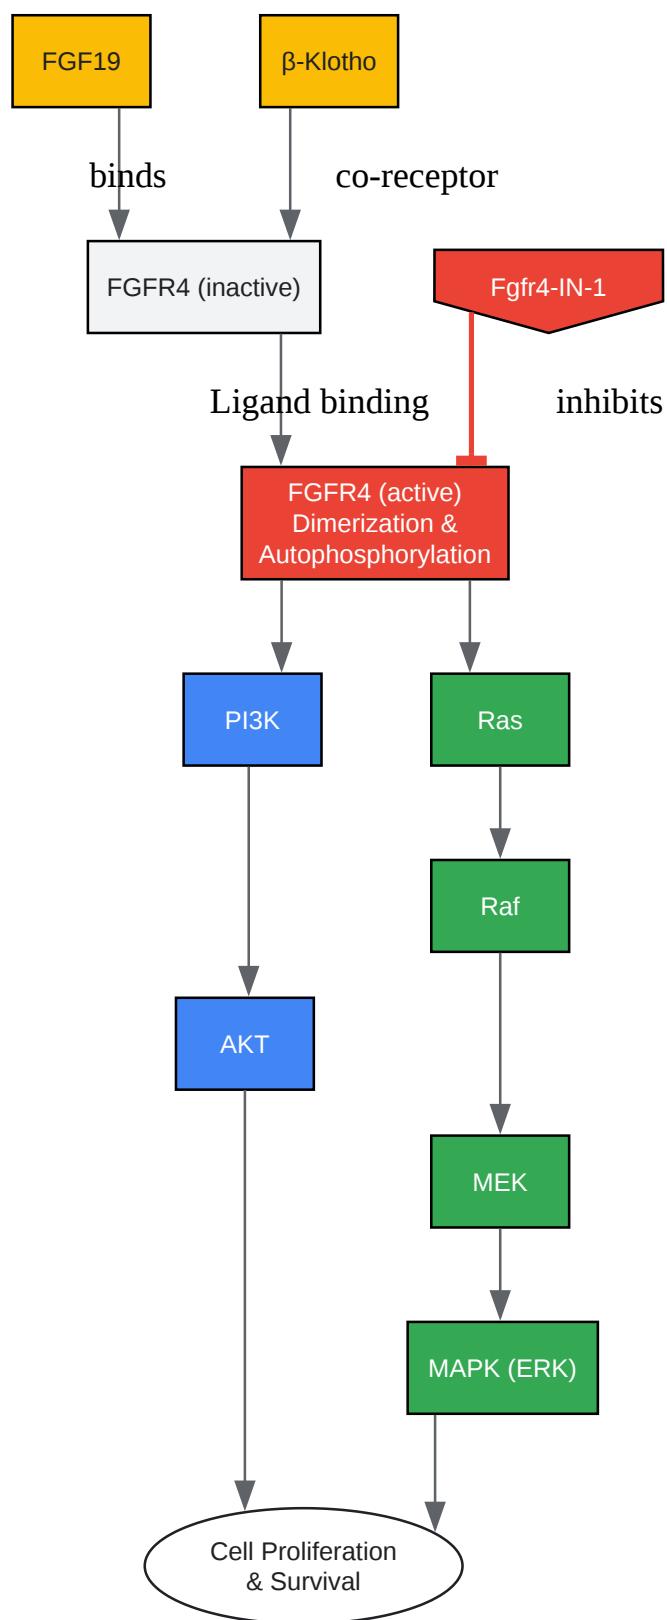 FGF19
β-Klotho
binds
co-receptor
FGFR4 (inactive)
Fgfr4-IN-1
Ligand binding
inhibits
FGFR4 (active)
Dimerization &
Autophosphorylation
PI3K
Ras
Raf
AKT
MEK
MAPK (ERK)
Cell Proliferation
& Survival